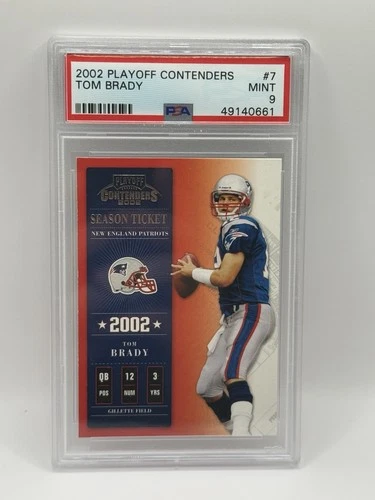 2002 PLAYOFF CONTENDERS #7
TOM BRADY MINT
9
PSA 49140661
PLAYOFF
CONTENDERS
2002
SEASON TICKET
NEW ENGLAND PATRIOTS
★2002★
TOM
BRADY
QB 12 3
POS NUM YRS
GILLETTE FIELD